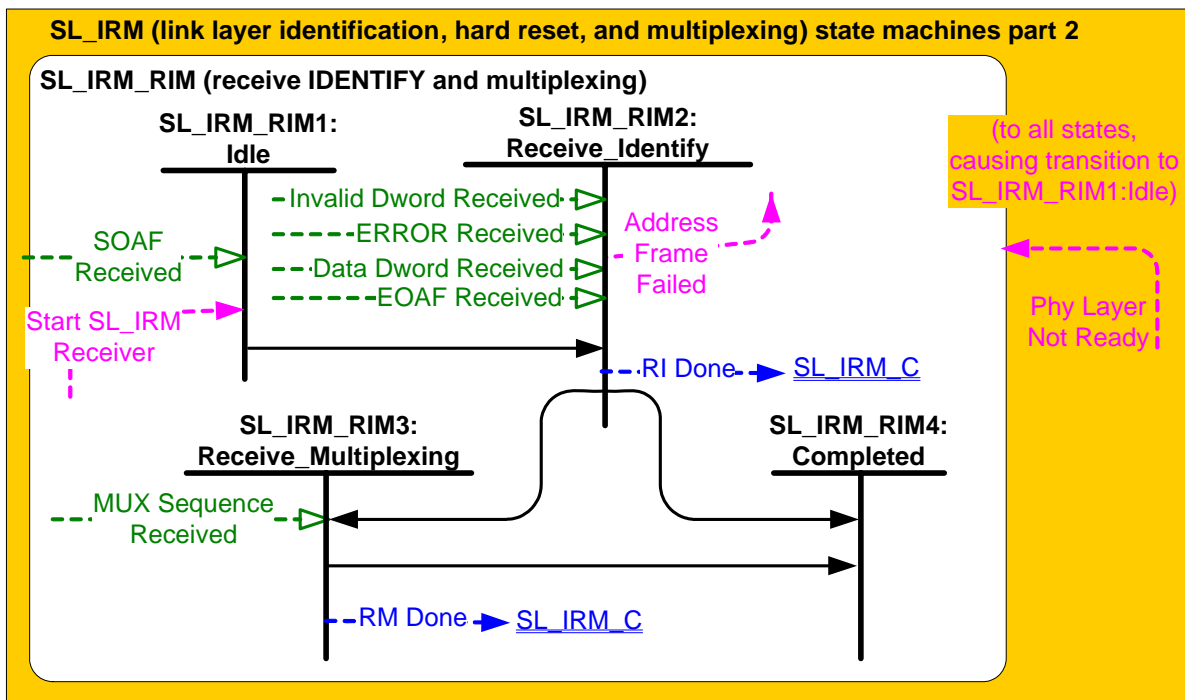 SL_IRM (link layer identification, hard reset, and multiplexing) state machines part 2
SL_IRM_RIM (receive IDENTIFY and multiplexing)
SL_IRM_RIM1:
Idle
SL_IRM_RIM2:
Receive_Identify
(to all states,
causing transition to
SL_IRM_RIM1:Idle)
Invalid Dword Received
ERROR Received
Data Dword Received
EOAF Received
Address
Frame
Failed
SOAF
Received
Start SL_IRM
Receiver
Phy Layer
Not Ready
RI Done
SL_IRM_C
SL_IRM_RIM3:
Receive_Multiplexing
SL_IRM_RIM4:
Completed
MUX Sequence
Received
RM Done
SL_IRM_C